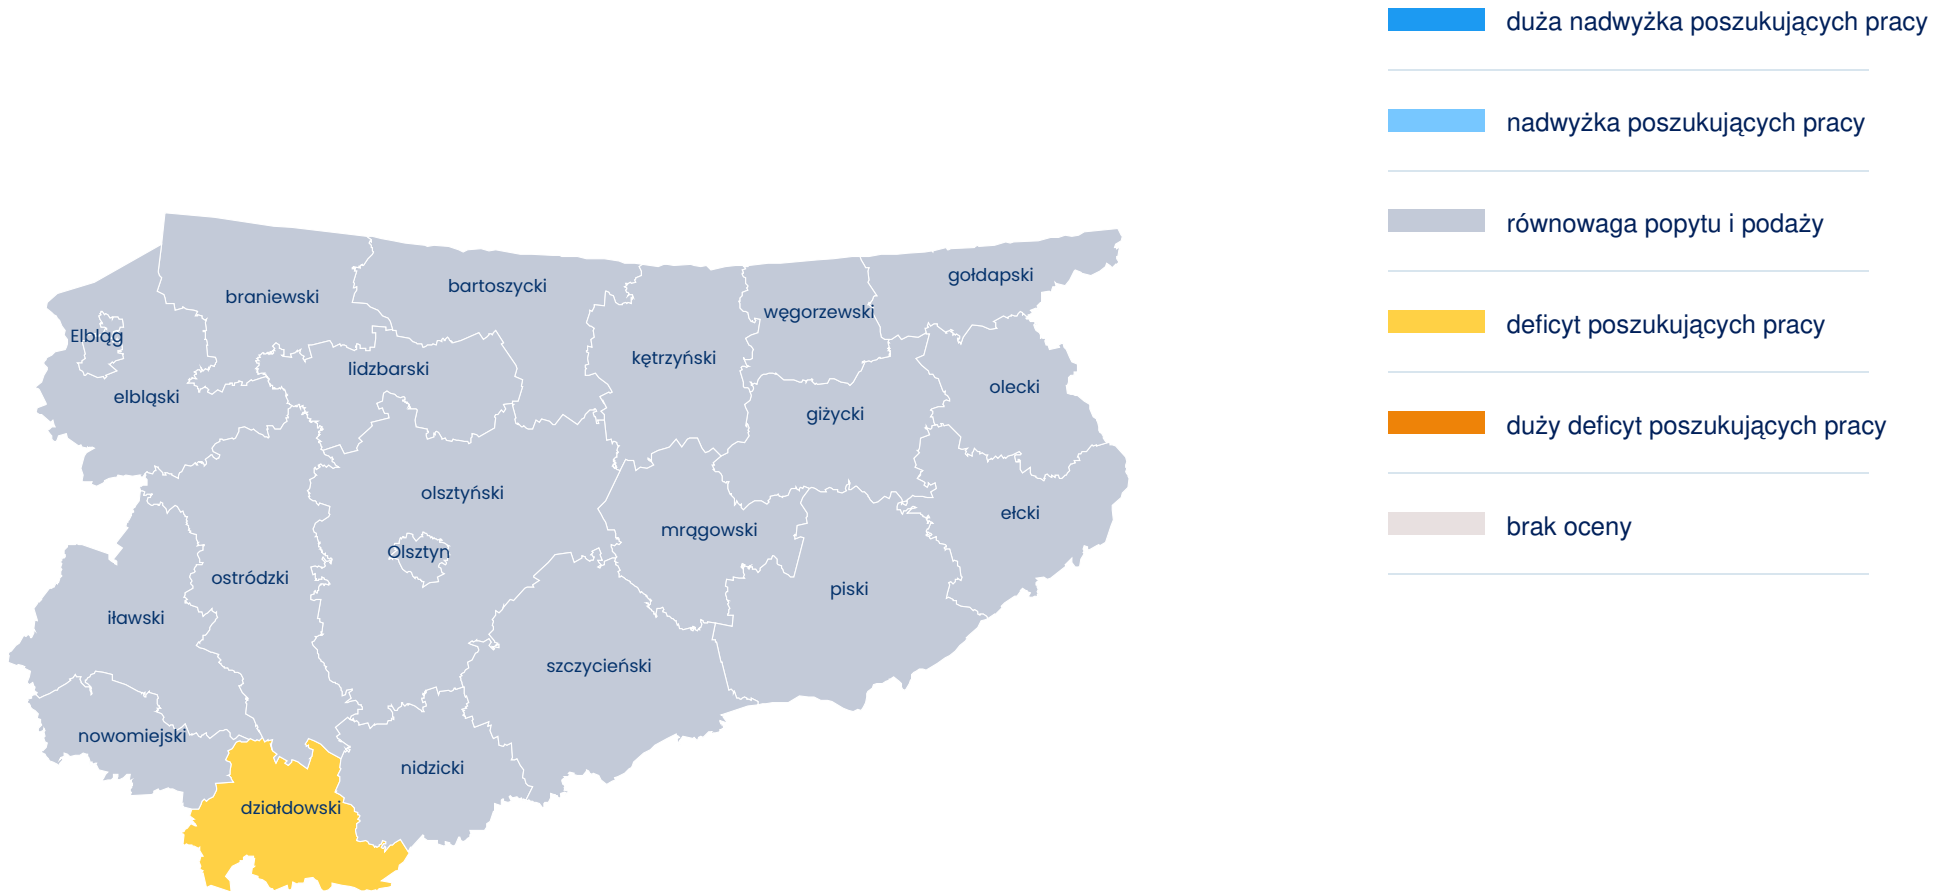 duża nadwyżka poszukujących pracy
nadwyżka poszukujących pracy
równowaga popytu i podaży
deficyt poszukujących pracy
duży deficyt poszukujących pracy
brak oceny
gołdapski
bartoszycki
braniewski
węgorzewski
Elbląg
kętrzyński
lidzbarski
olecki
elbląski
giżycki
olsztyński
ełcki
mrągowski
Olsztyn
ostródzki
piski
iławski
szczycieński
nowomiejski
nidzicki
działdowski